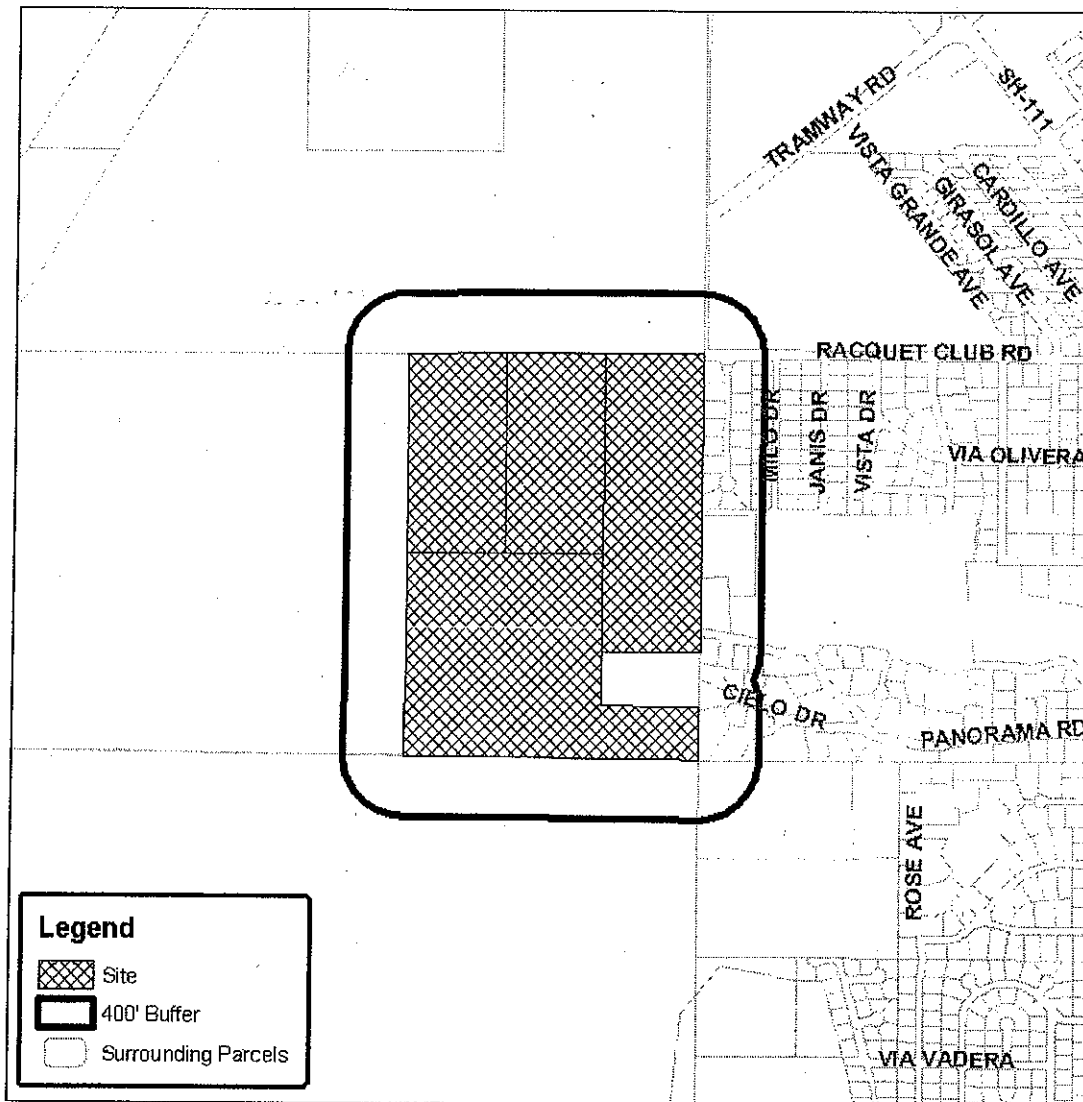 TRAMWAY RD
SH-111
VISTA GRANDE AVE
GIRASOL AVE
CARDILLO AVE
RACQUET CLUB RD
MILO DR
JANIS DR
VISTA DR
VIA OLIVERA
CIELO DR
PANORAMA RD
ROSE AVE
VIA VADERA
Legend
Site
400' Buffer
Surrounding Parcels